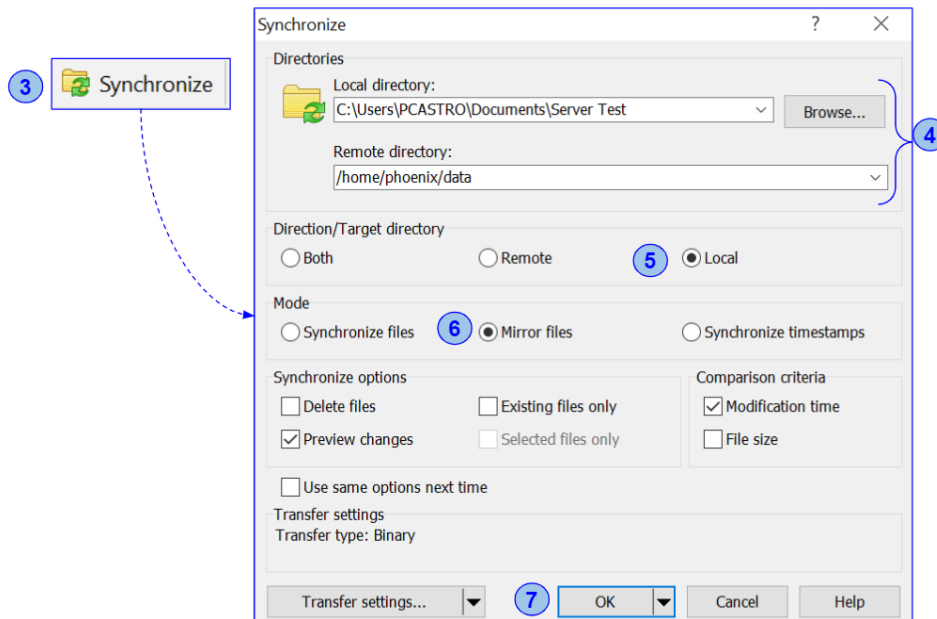 Synchronize ? ×
Directories
3 Synchronize
Local directory:
C:\Users\PCASTRO\Documents\Server Test Browse...
4
Remote directory:
/home/phoenix/data
Direction/Target directory
Both Remote 5 Local
Mode
Synchronize files 6 Mirror files Synchronize timestamps
Synchronize options Comparison criteria
Delete files Existing files only Modification time
Preview changes Selected files only File size
Use same options next time
Transfer settings
Transfer type: Binary
Transfer settings... 7 OK Cancel Help